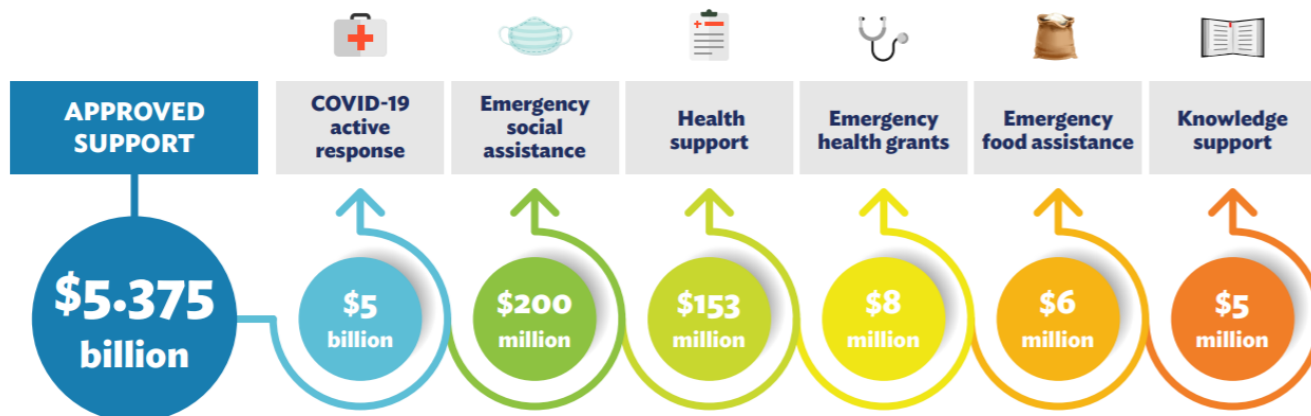 APPROVED
SUPPORT
$5.375
billion
COVID-19
active
response
$5
billion
Emergency
social
assistance
$200
million
Health
support
$153
million
Emergency
health grants
$8
million
Emergency
food assistance
$6
million
Knowledge
support
$5
million